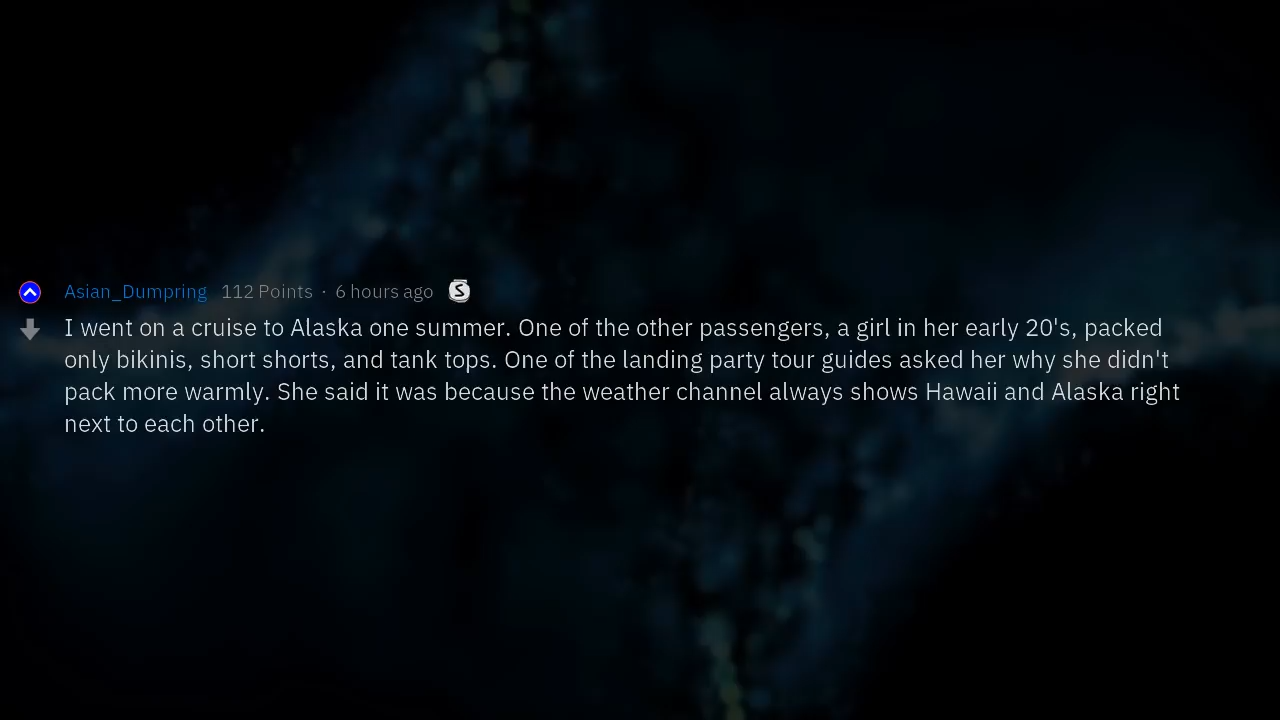 Asian_Dumpring 112 Points · 6 hours ago S
I went on a cruise to Alaska one summer. One of the other passengers, a girl in her early 20's, packed
only bikinis, short shorts, and tank tops. One of the landing party tour guides asked her why she didn't
pack more warmly. She said it was because the weather channel always shows Hawaii and Alaska right
next to each other.